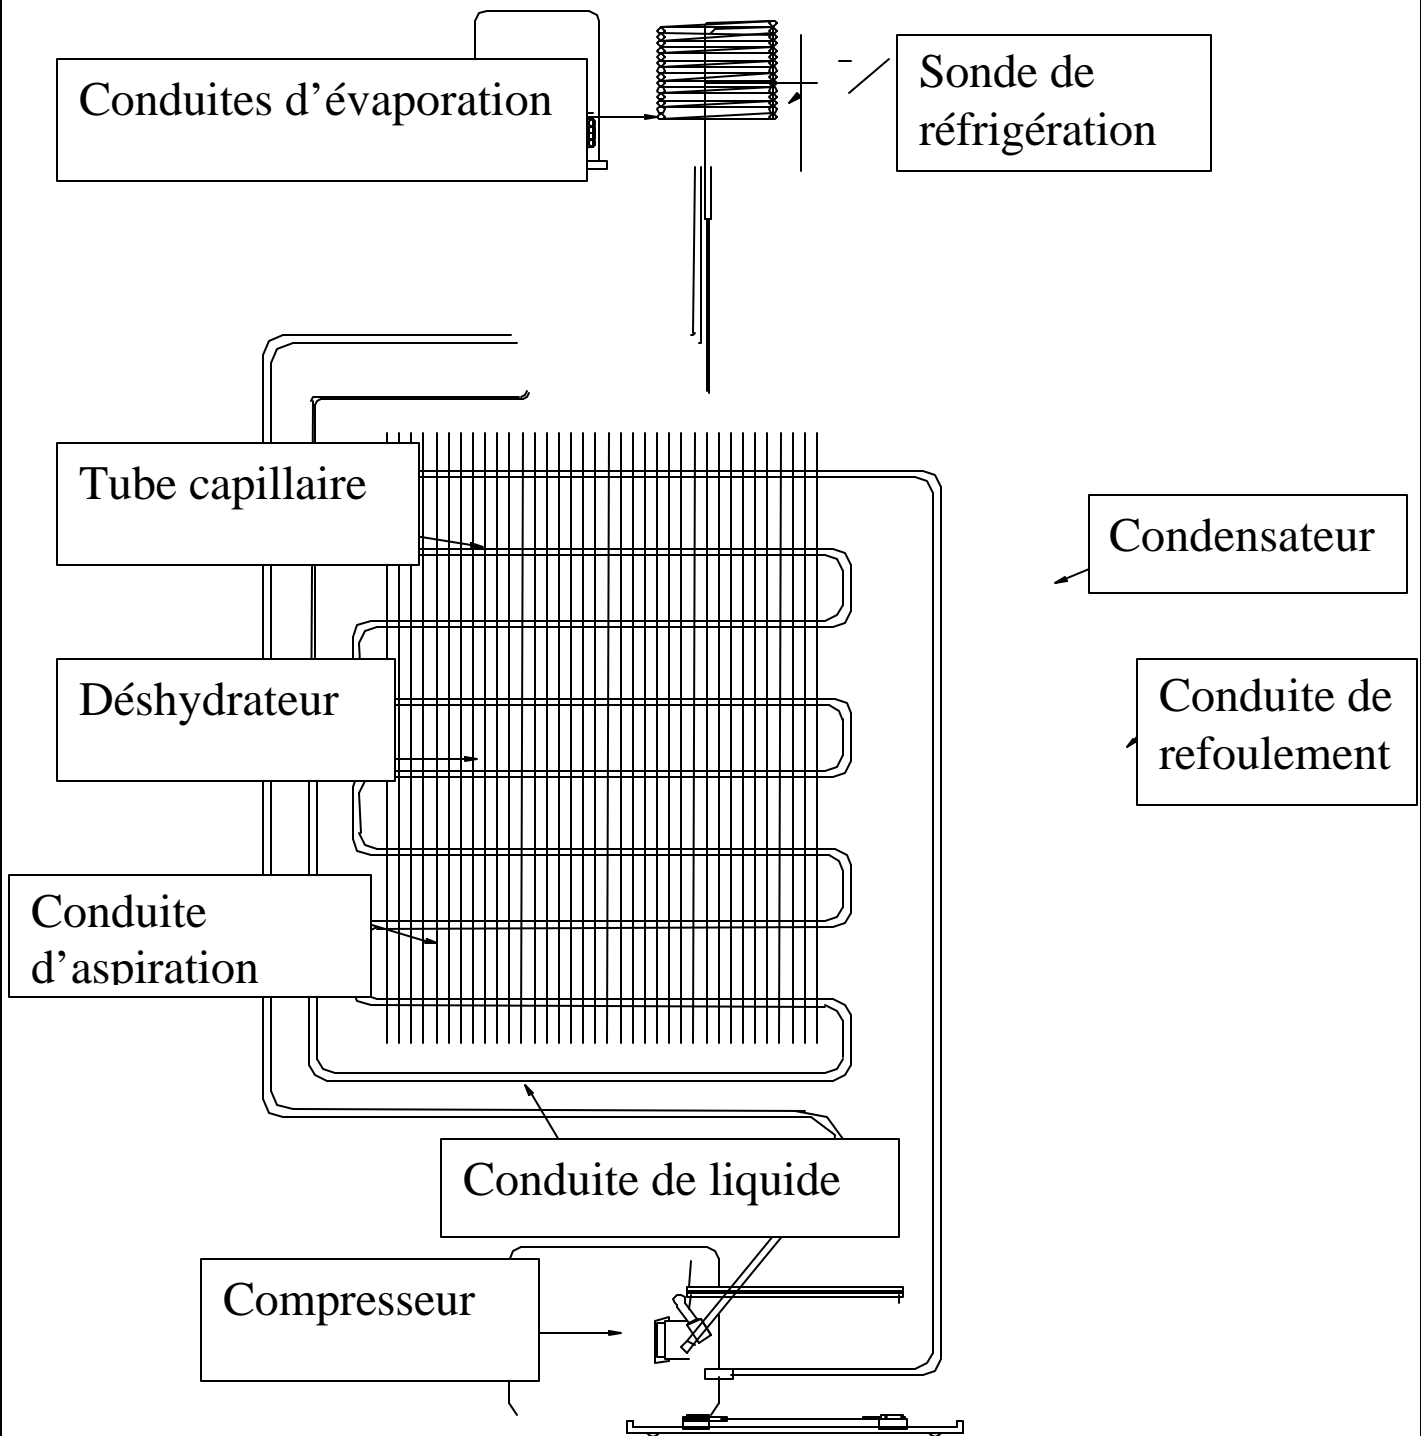 Conduites d'évaporation
Sonde de
réfrigération
Tube capillaire
Condensateur
Déshydrateur
Conduite de
refoulement
Conduite
d'aspiration
Conduite de liquide
Compresseur